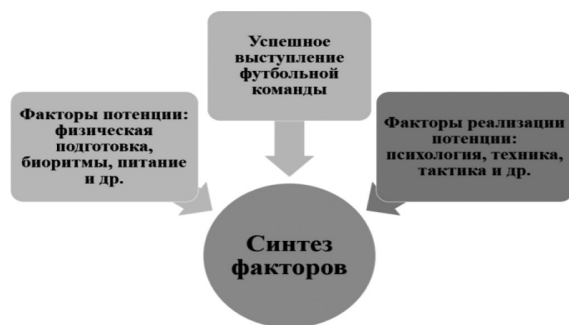 Успешное
выступление
футбольной
команды
Факторы потенции:
физическая
подготовка,
биоритмы, питание
и др.
Факторы реализации
потенции:
психология, техника,
тактика и др.
Синтез
факторов